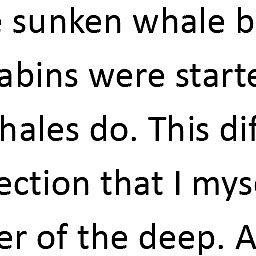 sunken whale b
abins were starte
hales do. This dif
ection that I mys
er of the deep. A